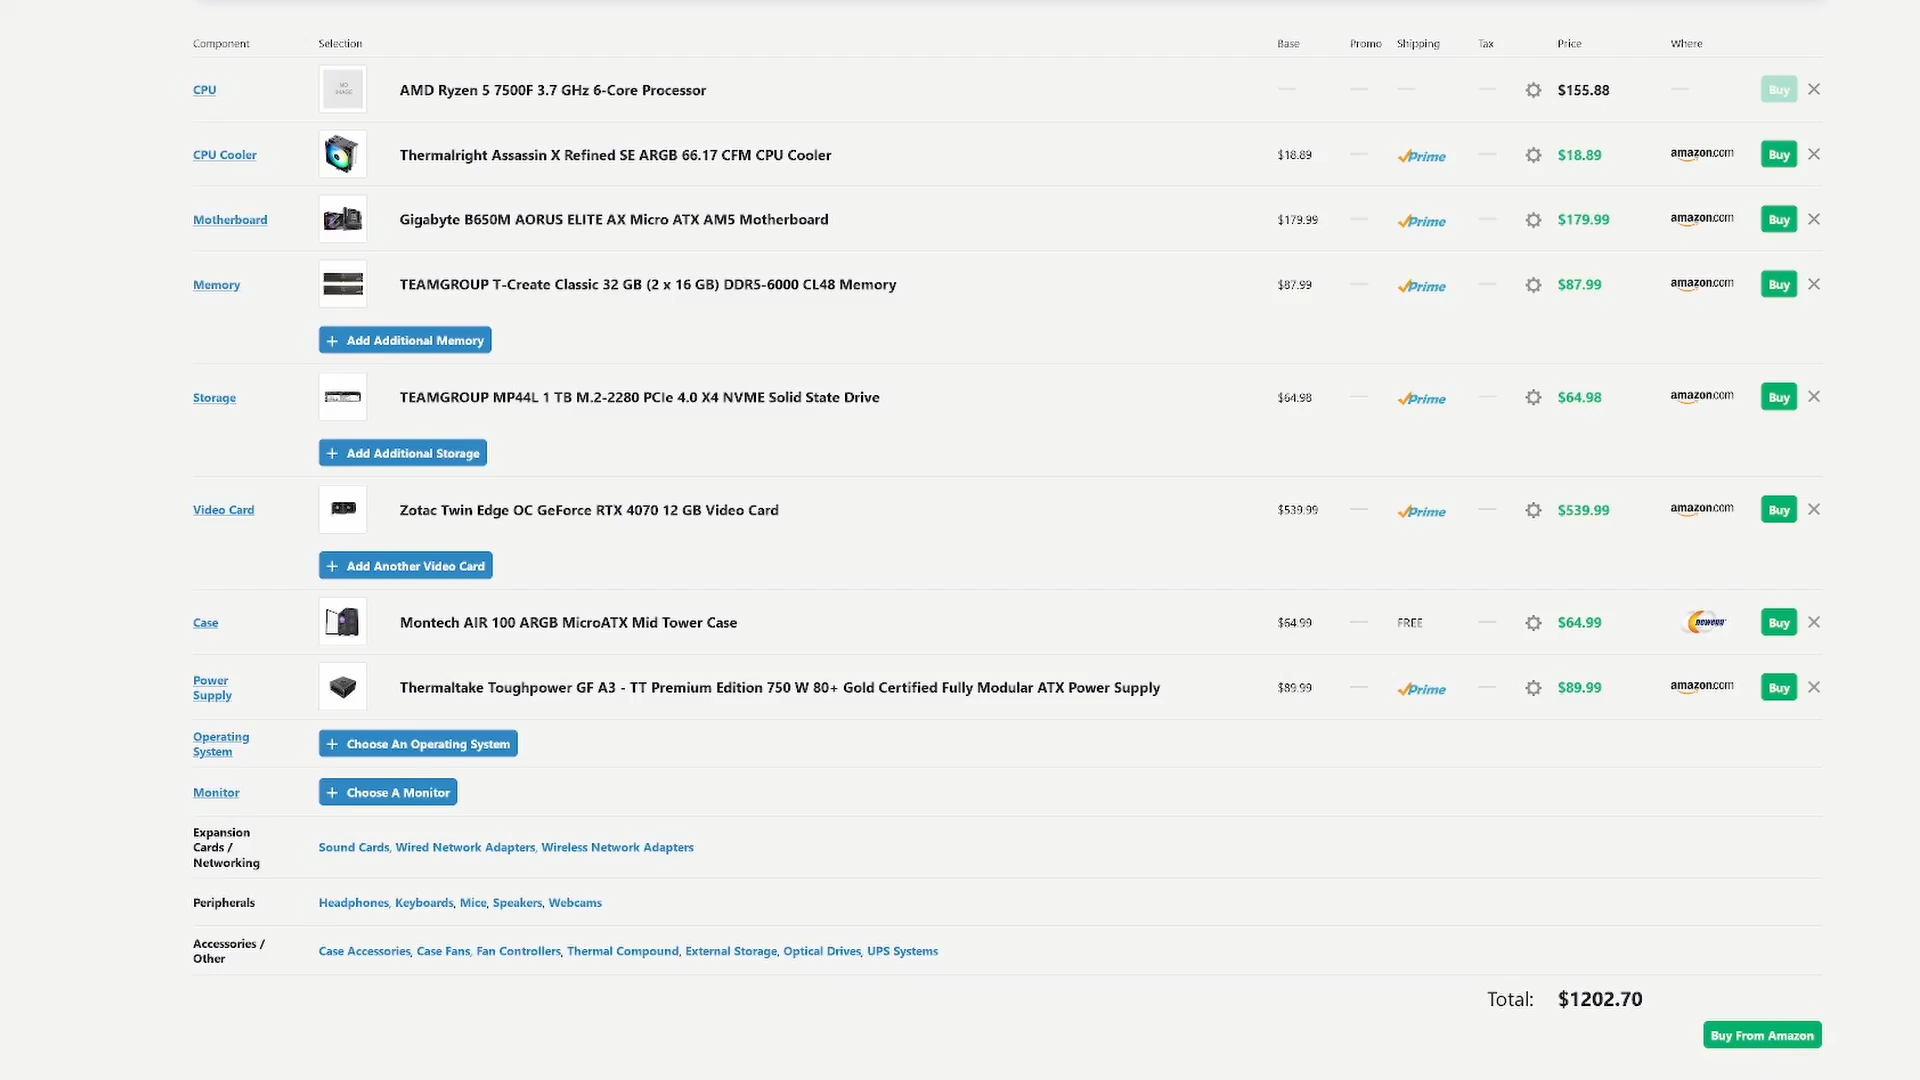 Component Selection Base Promo Shipping Tax Price Where
CPU NO IMAGE AMD Ryzen 5 7500F 3.7 GHz 6-Core Processor — — — — $155.88 — Buy
CPU Cooler Thermalright Assassin X Refined SE ARGB 66.17 CFM CPU Cooler $18.89 — Prime — $18.89 amazon.com Buy
Motherboard Gigabyte B650M AORUS ELITE AX Micro ATX AM5 Motherboard $179.99 — Prime — $179.99 amazon.com Buy
Memory TEAMGROUP T-Create Classic 32 GB (2 x 16 GB) DDR5-6000 CL48 Memory $87.99 — Prime — $87.99 amazon.com Buy
+ Add Additional Memory
Storage TEAMGROUP MP44L 1 TB M.2-2280 PCIe 4.0 X4 NVME Solid State Drive $64.98 — Prime — $64.98 amazon.com Buy
+ Add Additional Storage
Video Card Zotac Twin Edge OC GeForce RTX 4070 12 GB Video Card $539.99 — Prime — $539.99 amazon.com Buy
+ Add Another Video Card
Case Montech AIR 100 ARGB MicroATX Mid Tower Case $64.99 — FREE — $64.99 newegg Buy
Power Supply Thermaltake Toughpower GF A3 - TT Premium Edition 750 W 80+ Gold Certified Fully Modular ATX Power Supply $89.99 — Prime — $89.99 amazon.com Buy
Operating System + Choose An Operating System
Monitor + Choose A Monitor
Expansion Cards / Networking Sound Cards, Wired Network Adapters, Wireless Network Adapters
Peripherals Headphones, Keyboards, Mice, Speakers, Webcams
Accessories / Other Case Accessories, Case Fans, Fan Controllers, Thermal Compound, External Storage, Optical Drives, UPS Systems
Total: $1202.70
Buy From Amazon